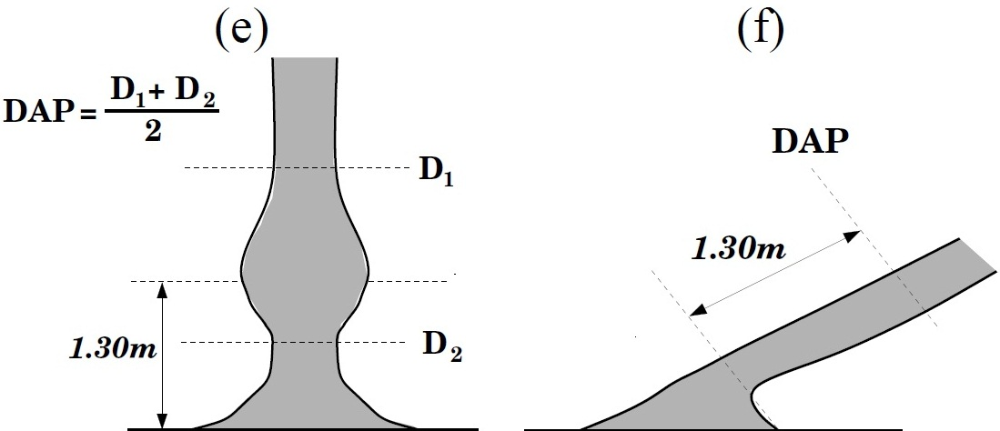 (e)
(f)
DAP = D1 + D2
2
D1
1.30m
D2
DAP
1.30m